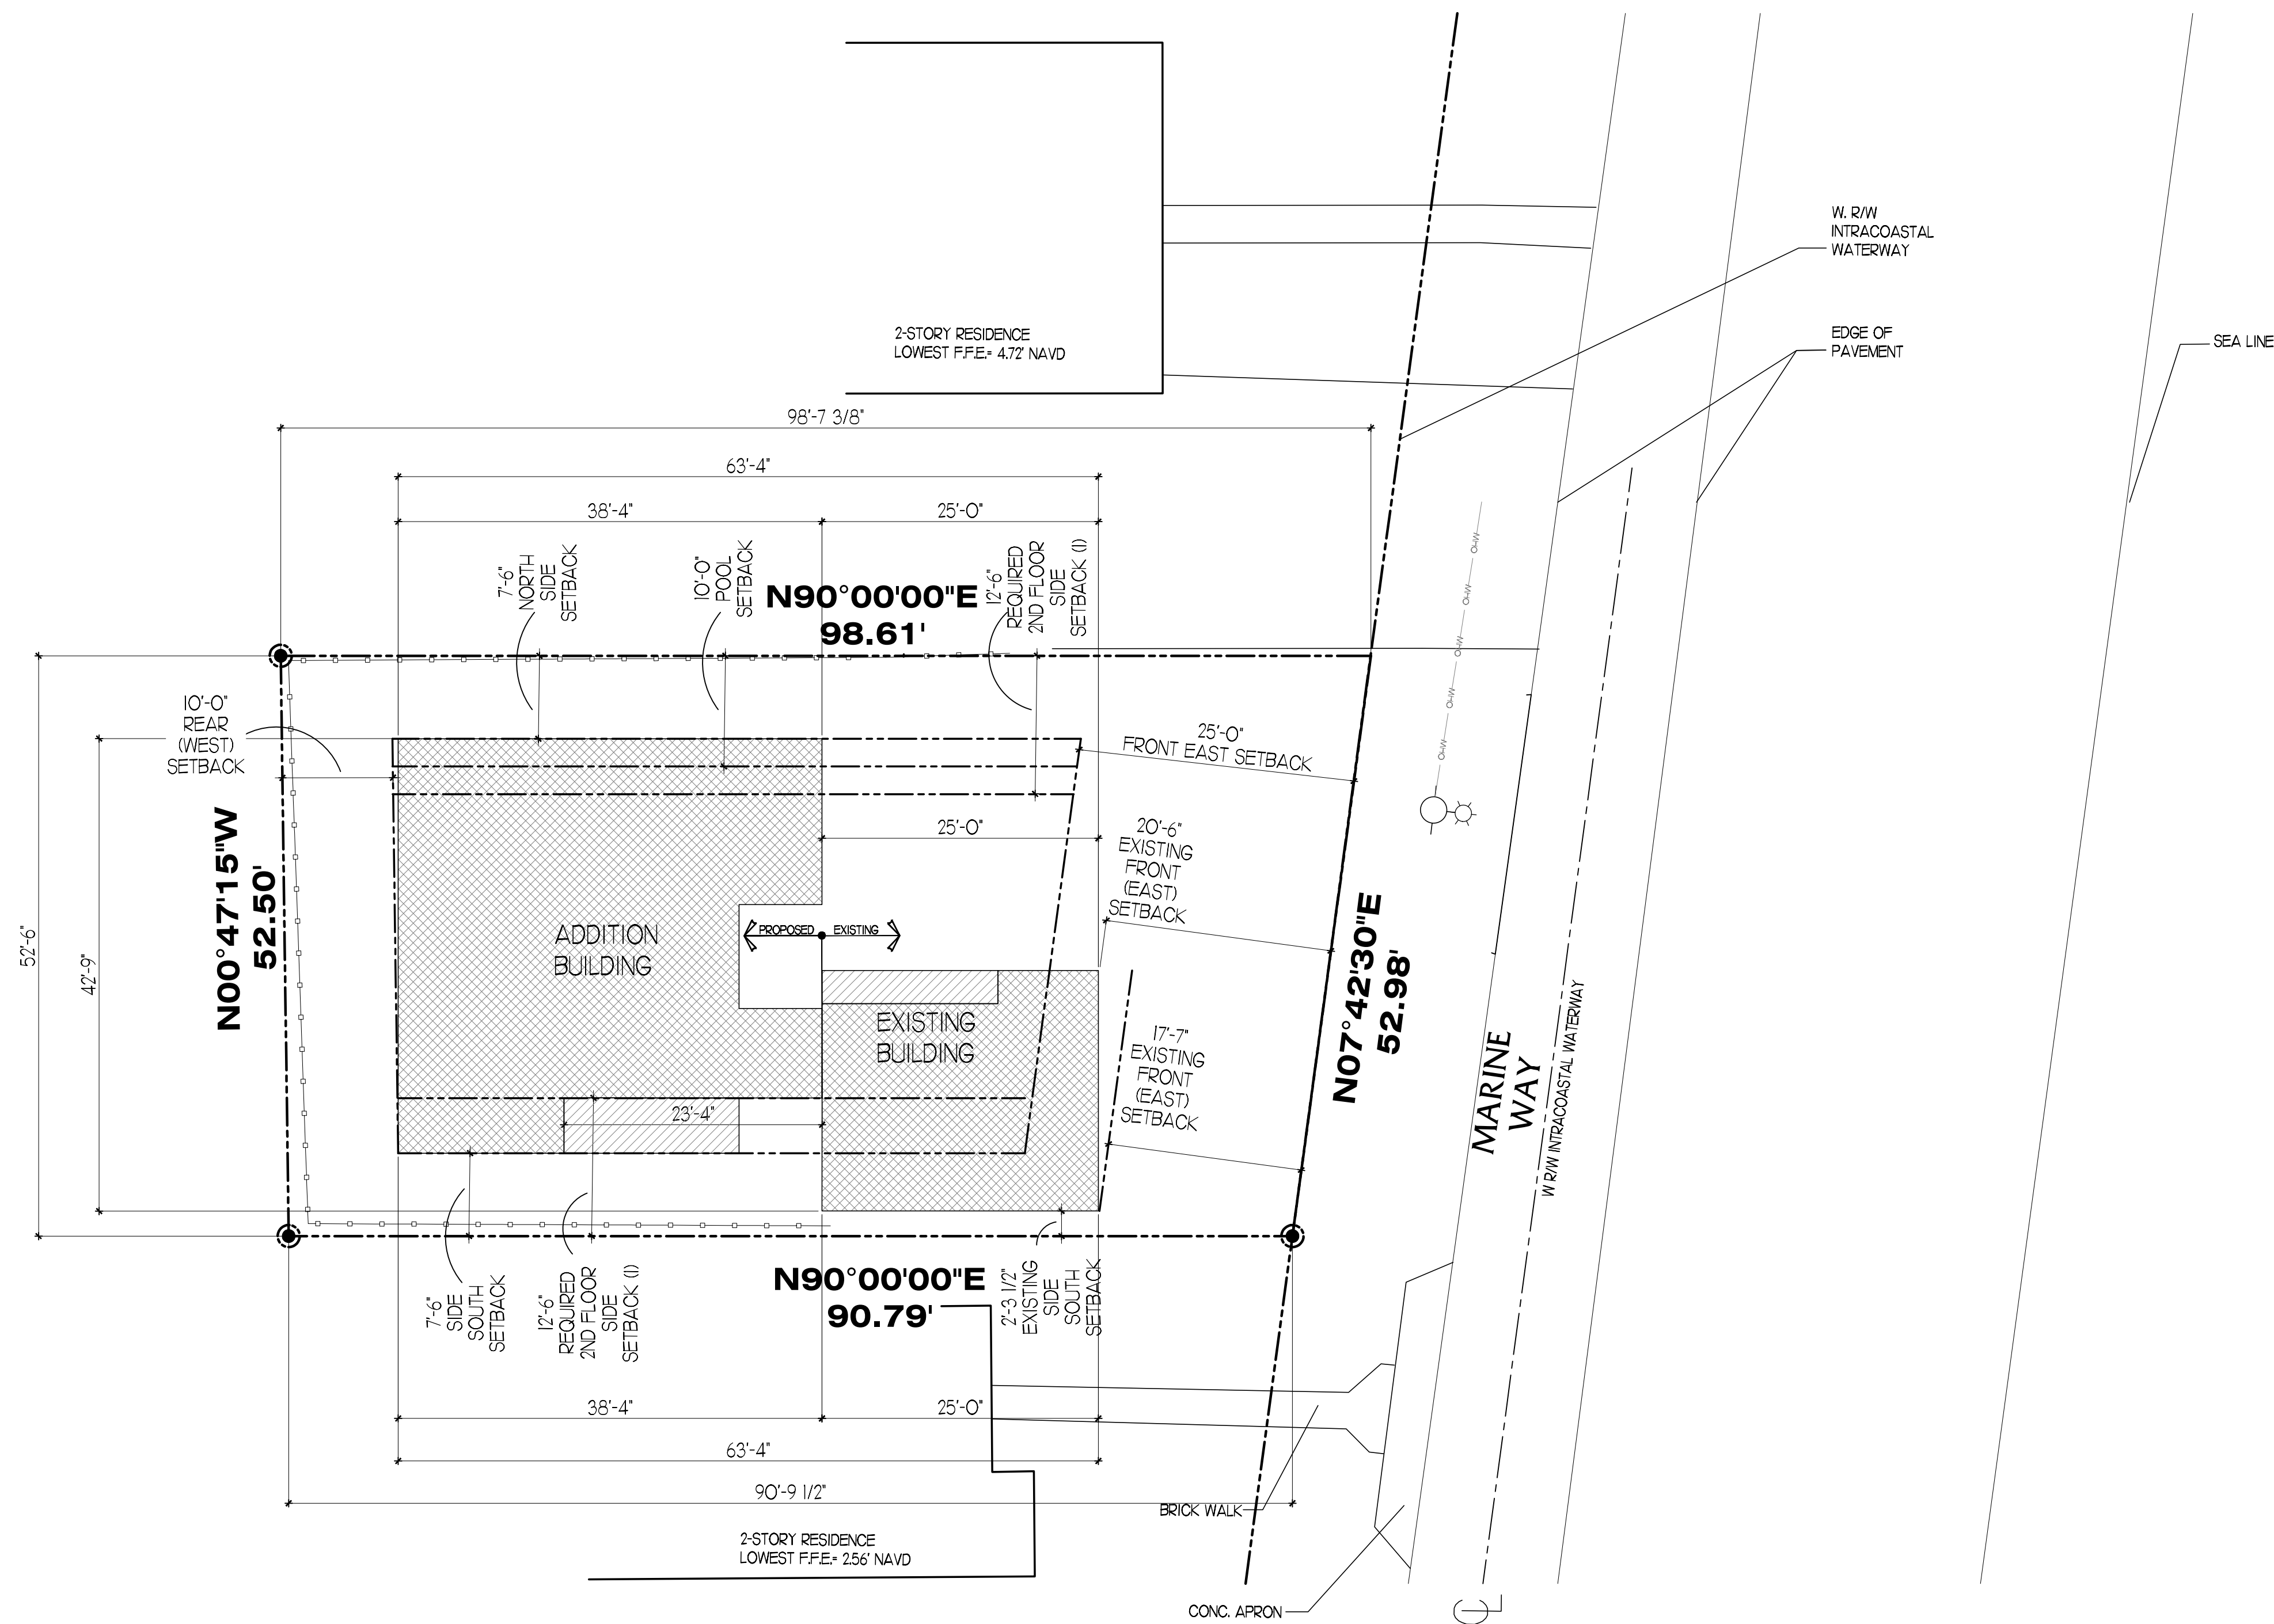 W. R/W
INTRACOASTAL
WATERWAY
2-STORY RESIDENCE
LOWEST F.F.E.= 4.72' NAVD
EDGE OF
PAVEMENT
SEA LINE
98'-7 3/8"
63'-4"
38'-4"
25'-0"
7'-6"
NORTH
SIDE
SETBACK
10'-0"
POOL
SETBACK
N90°00'00"E
98.61'
12'-6"
REQUIRED
2ND FLOOR
SIDE
SETBACK (1)
OHW
OHW
OHW
OHW
OHW
10'-0"
REAR
(WEST)
SETBACK
25'-0"
FRONT EAST SETBACK
25'-0"
20'-6"
EXISTING
FRONT
(EAST)
SETBACK
N00°47'15"W
52.50'
52'-6"
42'-9"
ADDITION
BUILDING
PROPOSED
EXISTING
N07°42'30"E
52.98'
EXISTING
BUILDING
17'-7"
EXISTING
FRONT
(EAST)
SETBACK
MARINE
WAY
W R/W INTRACOASTAL WATERWAY
23'-4"
7'-6"
SIDE
SOUTH
SETBACK
12'-6"
REQUIRED
2ND FLOOR
SIDE
SETBACK (1)
N90°00'00"E
90.79'
2'-3 1/2"
EXISTING
SIDE
SOUTH
SETBACK
38'-4"
25'-0"
63'-4"
90'-9 1/2"
BRICK WALK
2-STORY RESIDENCE
LOWEST F.F.E.= 2.56' NAVD
CONC. APRON
CL